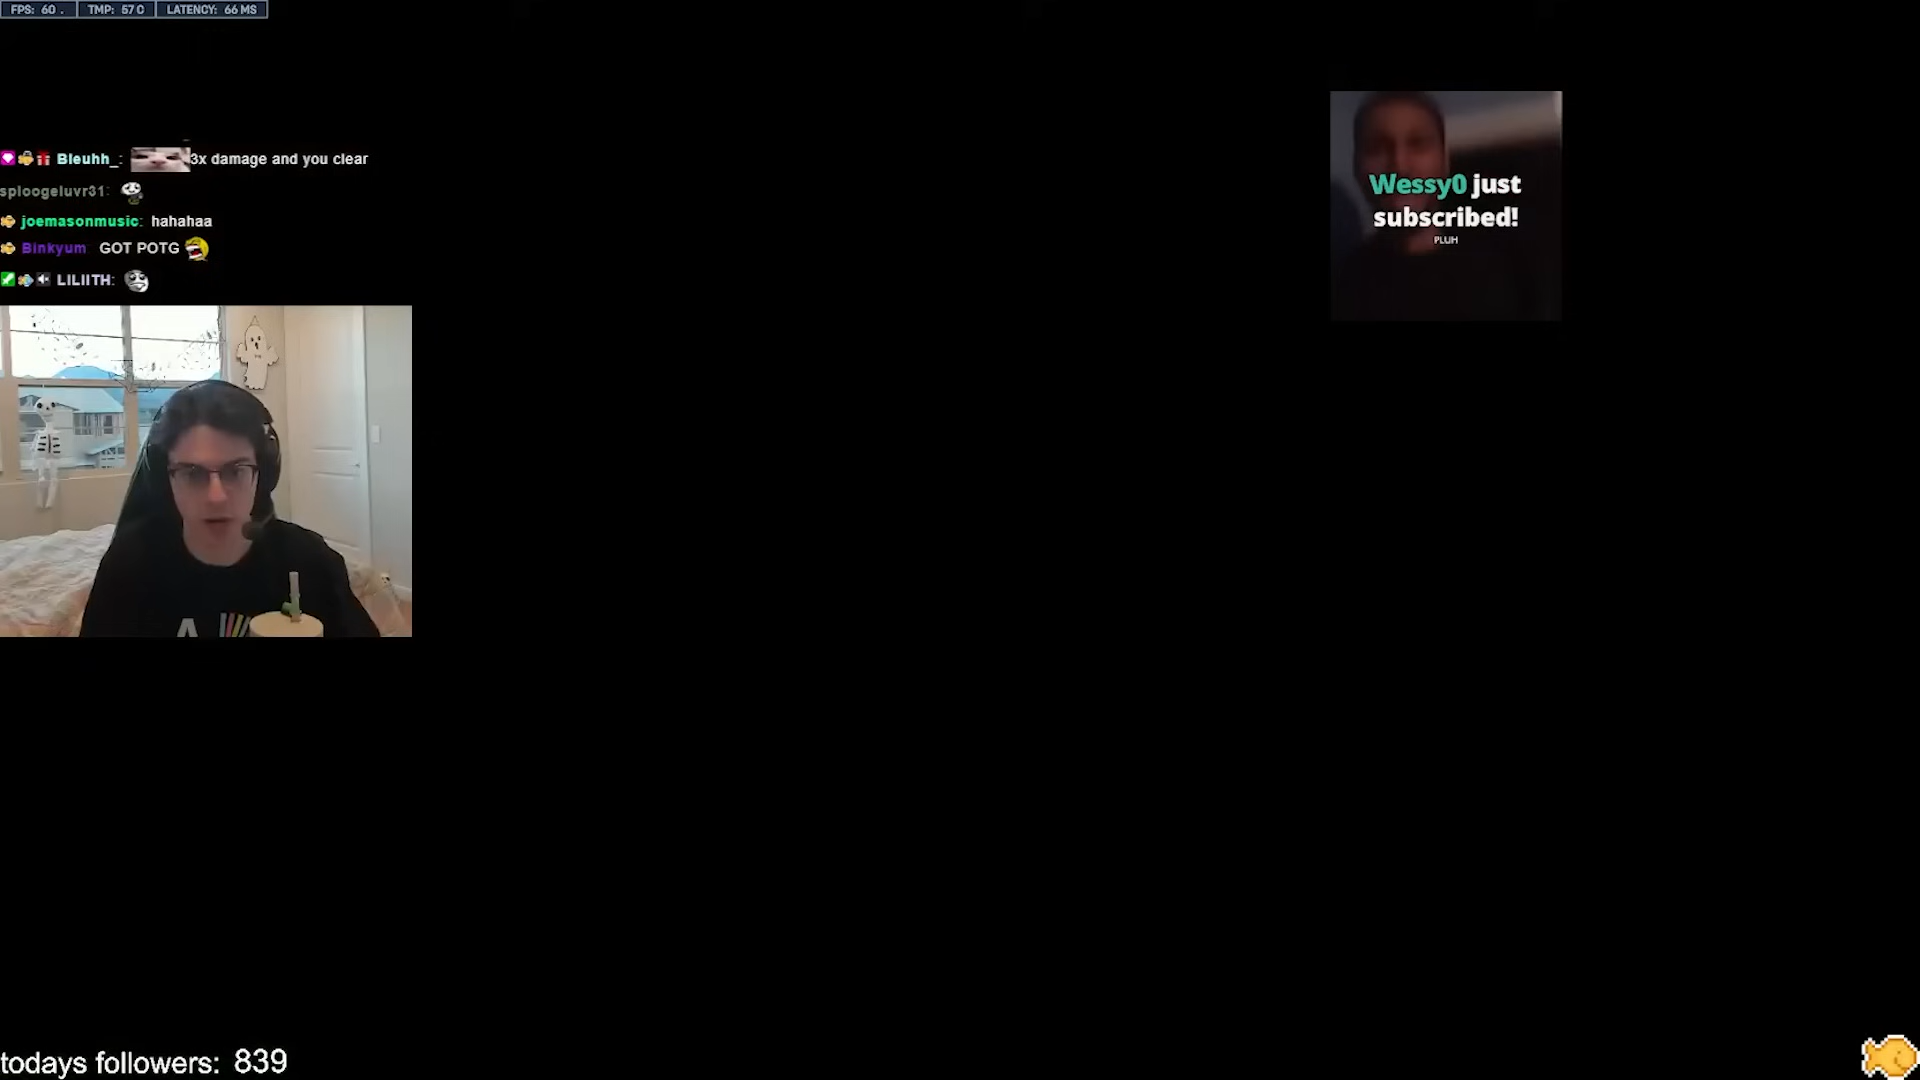 FPS: 60 . TMP: 57 C LATENCY: 66 MS
Bleuhh_: 3x damage and you clear
sploogeluvr31:
joemasonmusic: hahahaa
Binkyum: GOT POTG
LILIITH:
Wessy0 just
subscribed!
PLUH
A
todays followers: 839